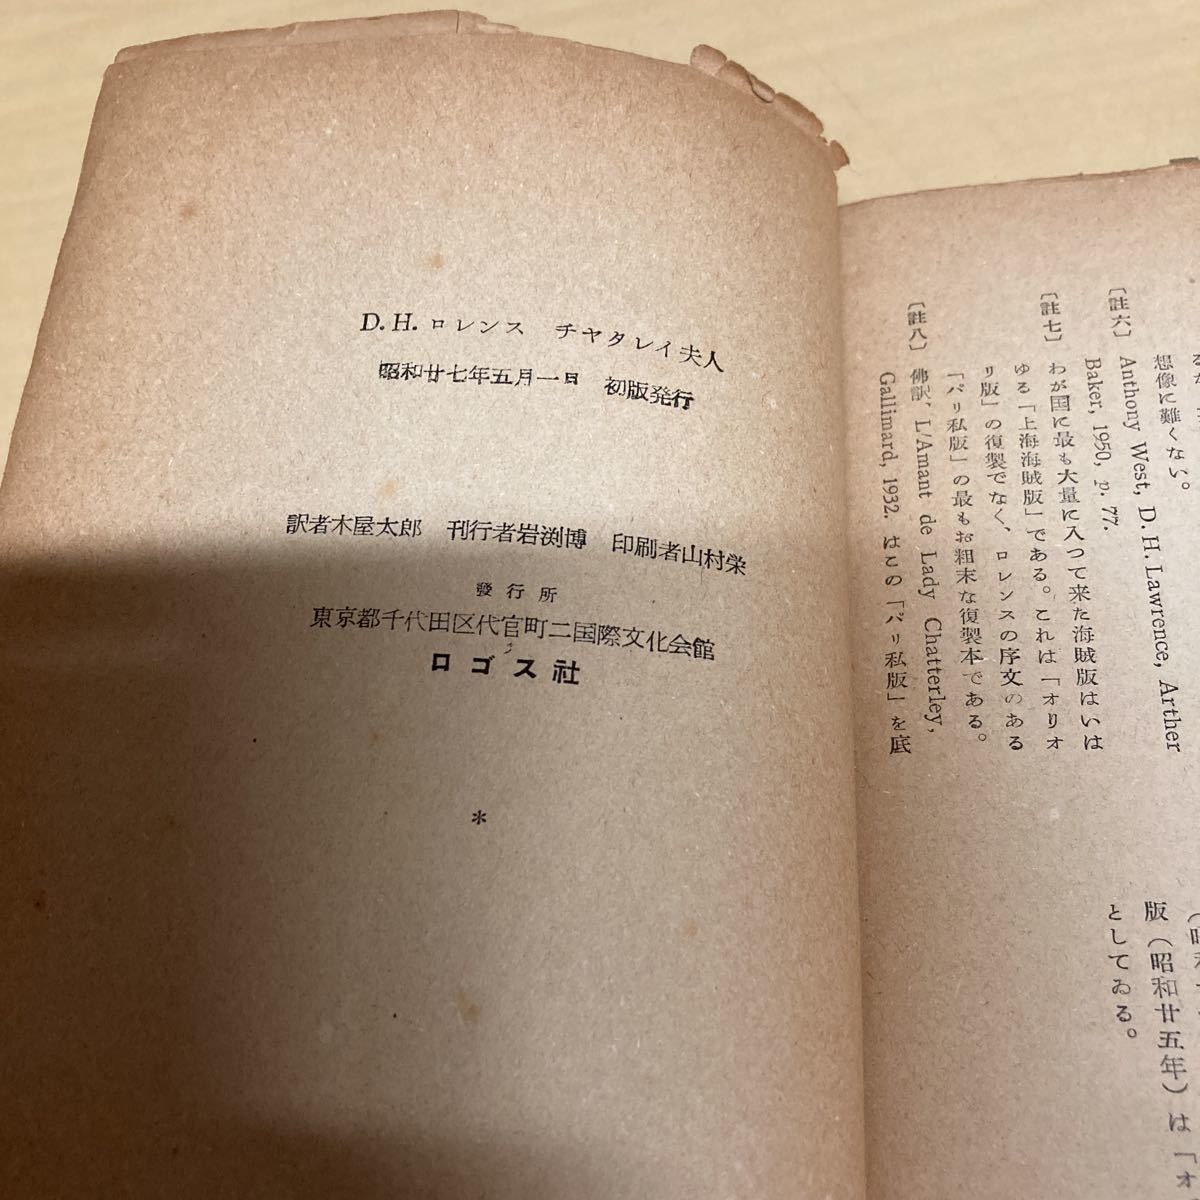 D.H. ロレンス　チヤタレイ夫人
昭和廿七年五月一日　初版発行
訳者木屋太郎　刊行者岩渕博　印刷者山村栄
發行所
東京都千代田区代官町二国際文化会館
ロゴス社
*
想像に難くない。
〔註六〕 Anthony West, D. H. Lawrence, Arther
Baker, 1950, p. 77.
〔註七〕 わが国に最も大量に入つて来た海賊版はいは
ゆる「上海海賊版」である。これは「オリオ
リ版」の復製でなく、ロレンスの序文のある
「パリ私版」の最もお粗末な復製本である。
〔註八〕 佛訳、L'Amant de Lady Chatterley,
Gallimard, 1932. はこの「パリ私版」を底
版（昭和廿五年）は「オ
としてゐる。